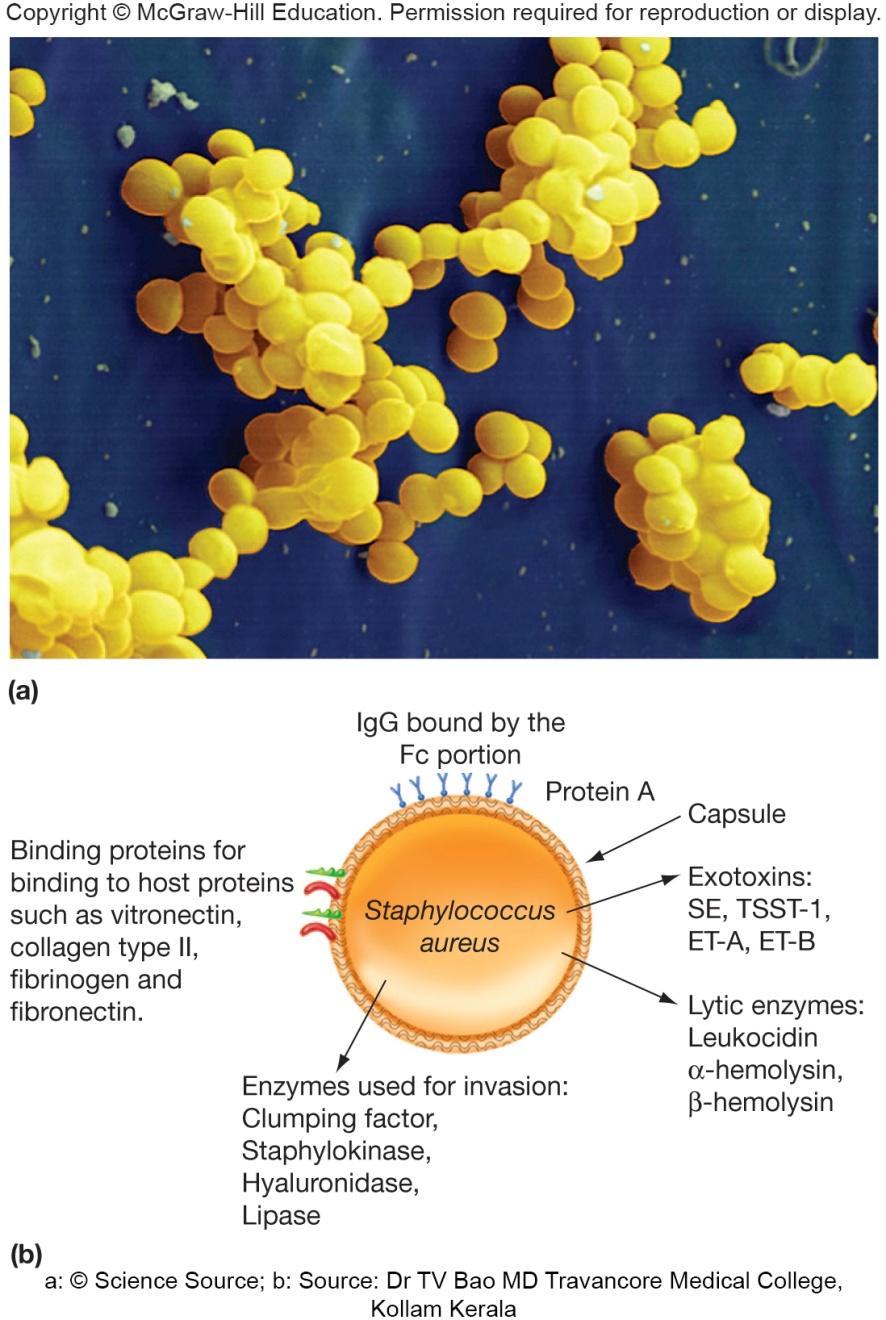 Copyright © McGraw-Hill Education. Permission required for reproduction or display.
(a)
IgG bound by the
Fc portion
Protein A
Capsule
Binding proteins for
binding to host proteins
such as vitronectin,
collagen type II,
fibrinogen and
fibronectin.
Staphylococcus
aureus
Exotoxins:
SE, TSST-1,
ET-A, ET-B
Lytic enzymes:
Leukocidin
α-hemolysin,
β-hemolysin
Enzymes used for invasion:
Clumping factor,
Staphylokinase,
Hyaluronidase,
Lipase
(b)
a: © Science Source; b: Source: Dr TV Bao MD Travancore Medical College,
Kollam Kerala